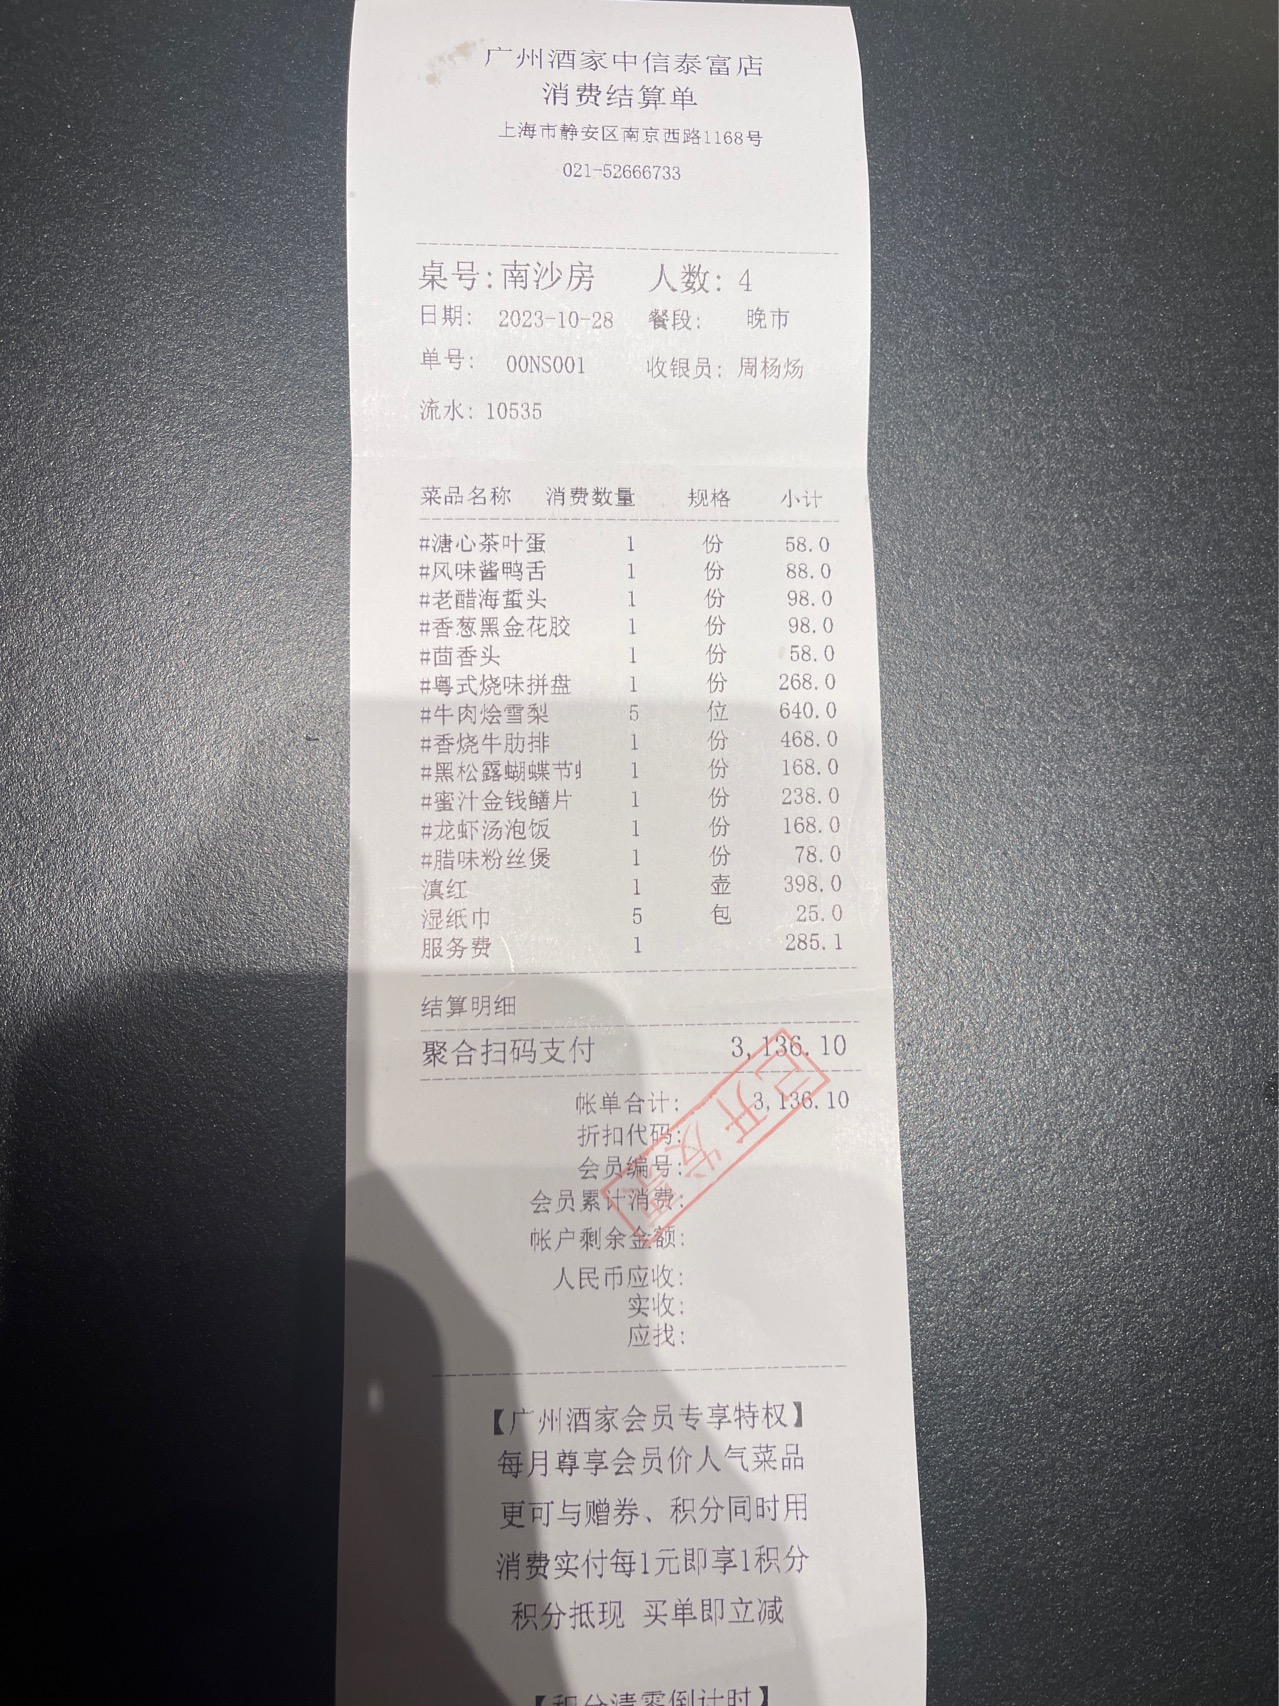 广州酒家中信泰富店
消费结算单
上海市静安区南京西路1168号
021-52666733
桌号:南沙房 人数: 4
日期: 2023-10-28 餐段: 晚市
单号: 00NS001 收银员: 周杨炀
流水: 10535
菜品名称 消费数量 规格 小计
#溏心茶叶蛋 1 份 58.0
#风味酱鸭舌 1 份 88.0
#老醋海蜇头 1 份 98.0
#香葱黑金花胶 1 份 98.0
#茴香头 1 份 58.0
#粤式烧味拼盘 1 份 268.0
#牛肉烩雪梨 5 位 640.0
#香烧牛肋排 1 份 468.0
#黑松露蝴蝶节 1 份 168.0
#蜜汁金钱鳝片 1 份 238.0
#龙虾汤泡饭 1 份 168.0
#腊味粉丝煲 1 份 78.0
滇红 1 壶 398.0
湿纸巾 5 包 25.0
服务费 1 285.1
结算明细
聚合扫码支付 3,136.10
帐单合计: 3,136.10
折扣代码:
会员编号:
会员累计消费:
帐户剩余金额:
人民币应收:
实收:
应找:
已开发票
【广州酒家会员专享特权】
每月尊享会员价人气菜品
更可与赠券、积分同时用
消费实付每1元即享1积分
积分抵现 买单即立减
【积分清零倒计时】